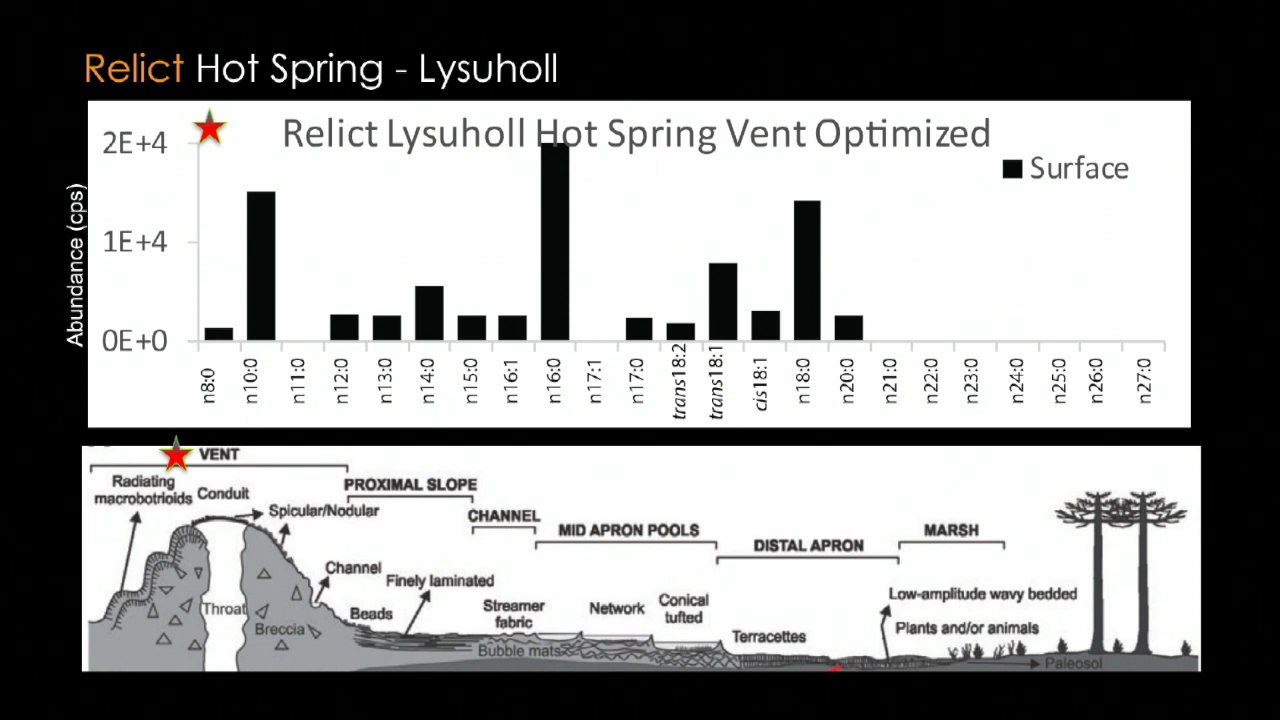 Relict Hot Spring - Lysuholl
Relict Lysuholl Hot Spring Vent Optimized
Surface
Abundance (cps)
2E+4
1E+4
0E+0
n8:0
n10:0
n11:0
n12:0
n13:0
n14:0
n15:0
n16:1
n16:0
n17:1
n17:0
trans18:2
trans18:1
cis18:1
n18:0
n20:0
n21:0
n22:0
n23:0
n24:0
n25:0
n26:0
n27:0
VENT
Radiating
macrobotrioids
Conduit
Spicular/Nodular
PROXIMAL SLOPE
CHANNEL
MID APRON POOLS
DISTAL APRON
MARSH
Channel
Finely laminated
Throat
Breccia
Beads
Streamer
fabric
Bubble mats
Network
Conical
tufted
Terracettes
Low-amplitude wavy bedded
Plants and/or animals
Paleosol